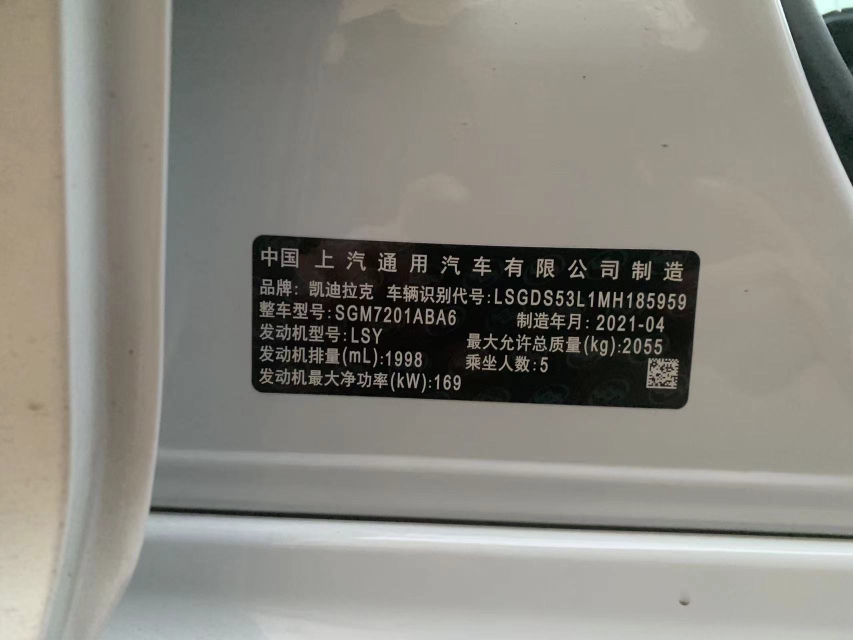 中国 上汽通用汽车有限公司制造
品牌: 凯迪拉克 车辆识别代号:LSGDS53L1MH185959
整车型号:SGM7201ABA6 制造年月: 2021-04
发动机型号:LSY 最大允许总质量(kg):2055
发动机排量(mL):1998 乘坐人数:5
发动机最大净功率(kW):169